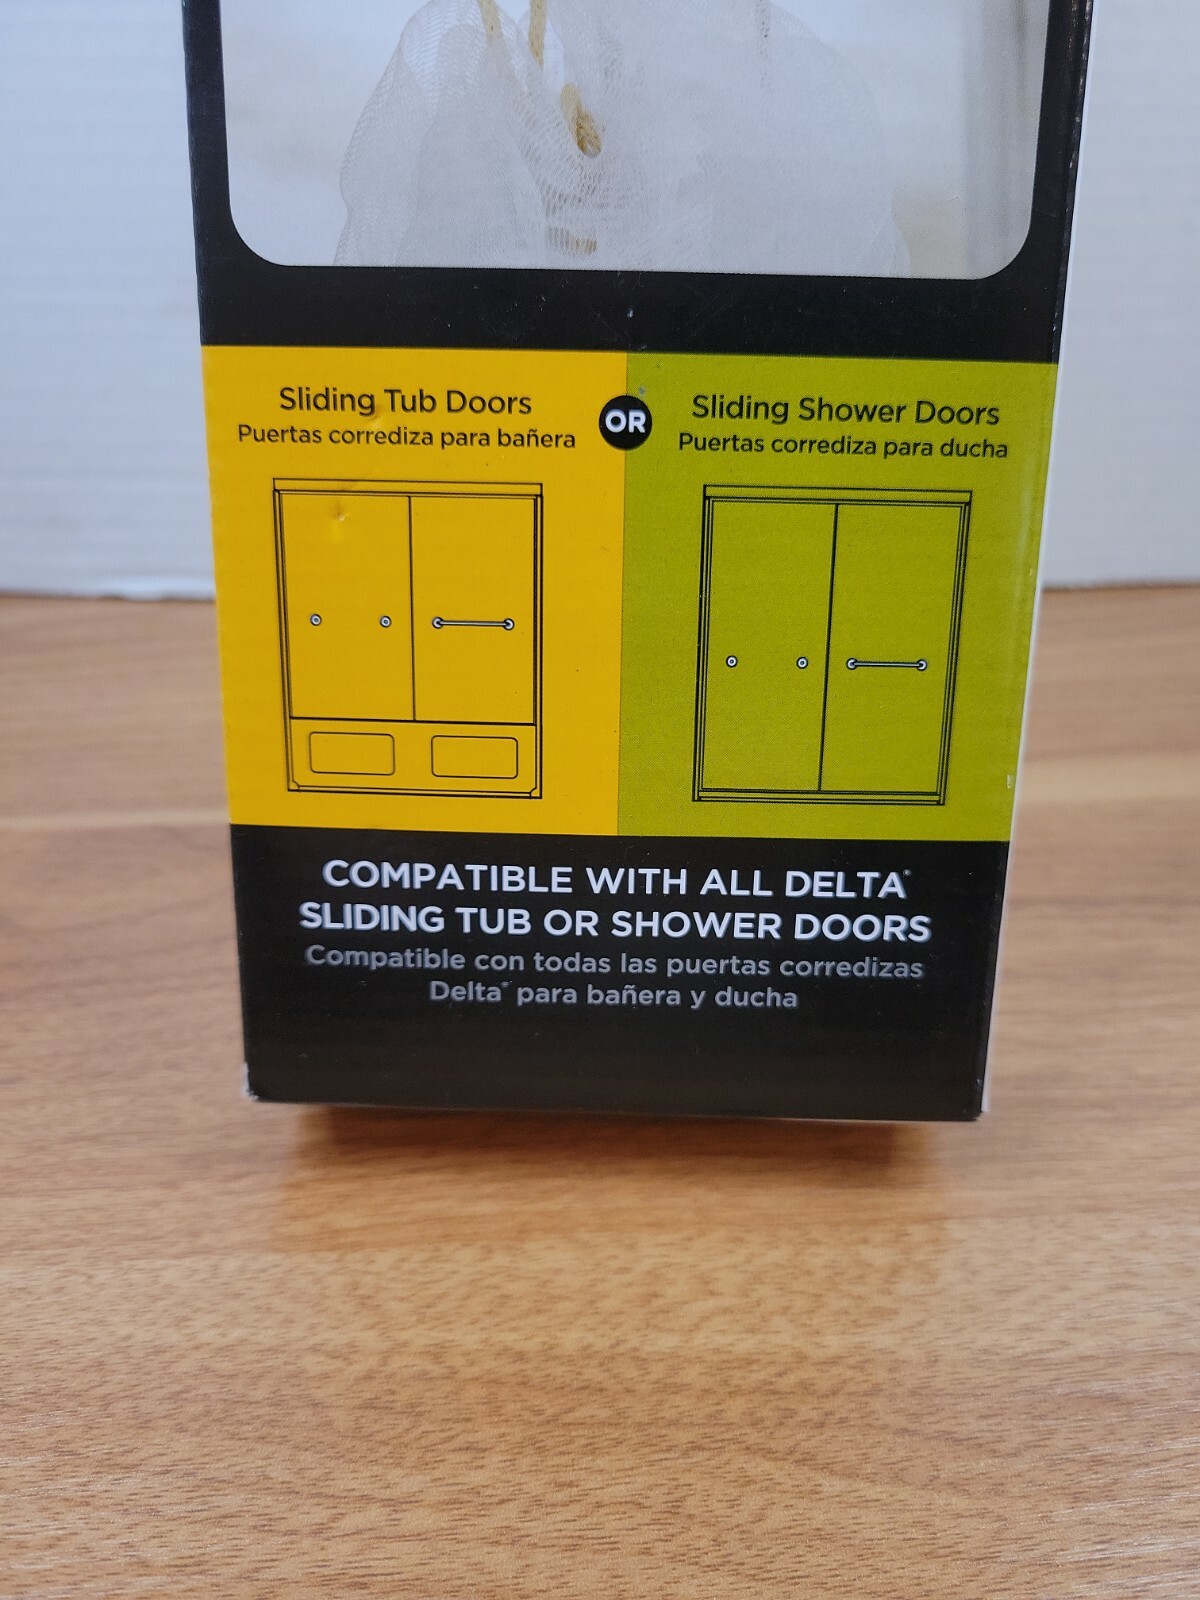 Sliding Tub Doors
Puertas corrediza para bañera
OR
Sliding Shower Doors
Puertas corrediza para ducha
COMPATIBLE WITH ALL DELTA®
SLIDING TUB OR SHOWER DOORS
Compatible con todas las puertas corredizas
Delta® para bañera y ducha